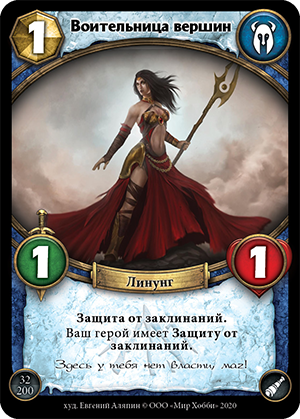 1
Воительница вершин
1
Линунг
1
Защита от заклинаний.
Ваш герой имеет Защиту от
заклинаний.
Здесь у тебя нет власти, маг!
32
200
худ. Евгений Аляпин © ООО «Мир Хобби» 2020